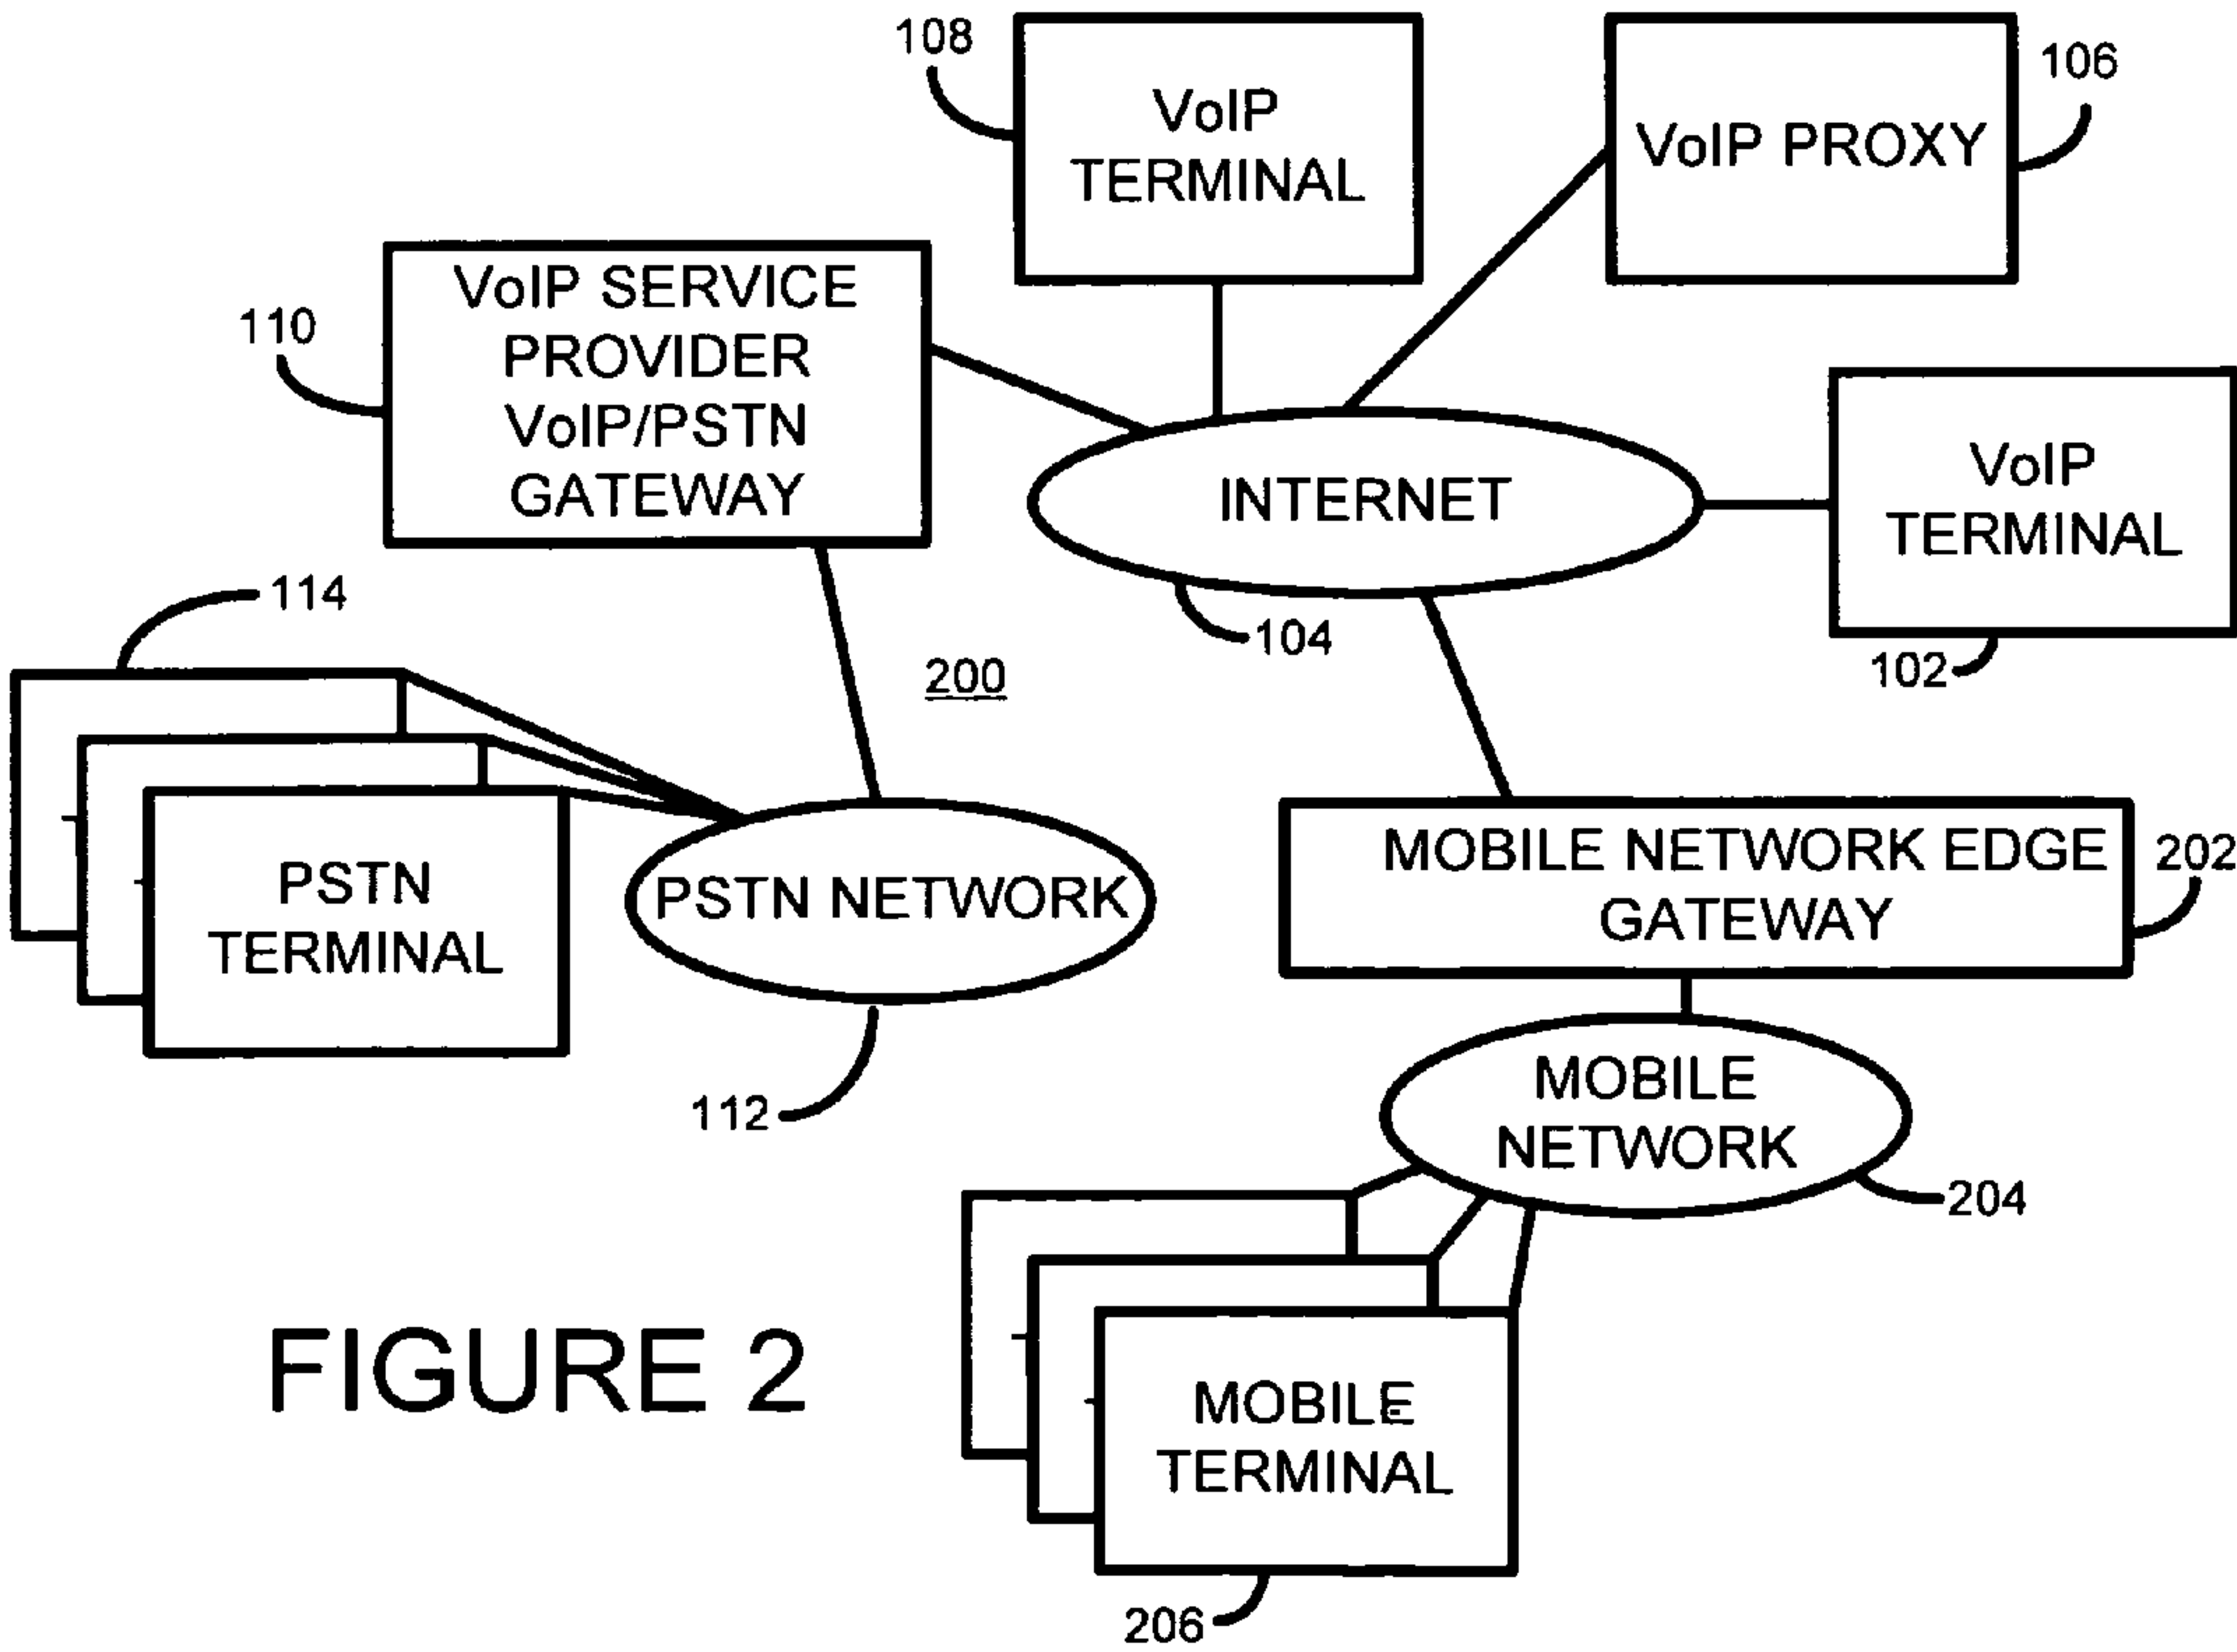 108
VoIP
TERMINAL
106
VoIP PROXY
110
VoIP SERVICE
PROVIDER
VoIP/PSTN
GATEWAY
INTERNET
104
VoIP
TERMINAL
102
114
200
PSTN
TERMINAL
PSTN NETWORK
112
MOBILE NETWORK EDGE
GATEWAY
202
MOBILE
NETWORK
204
MOBILE
TERMINAL
206
FIGURE 2